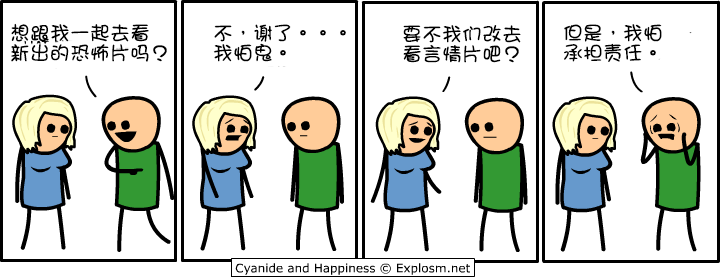 想跟我一起去看
新出的恐怖片吗？
不，谢了。。。
我怕鬼。
要不我们改去
看言情片吧？
但是，我怕
承担责任。
Cyanide and Happiness © Explosm.net